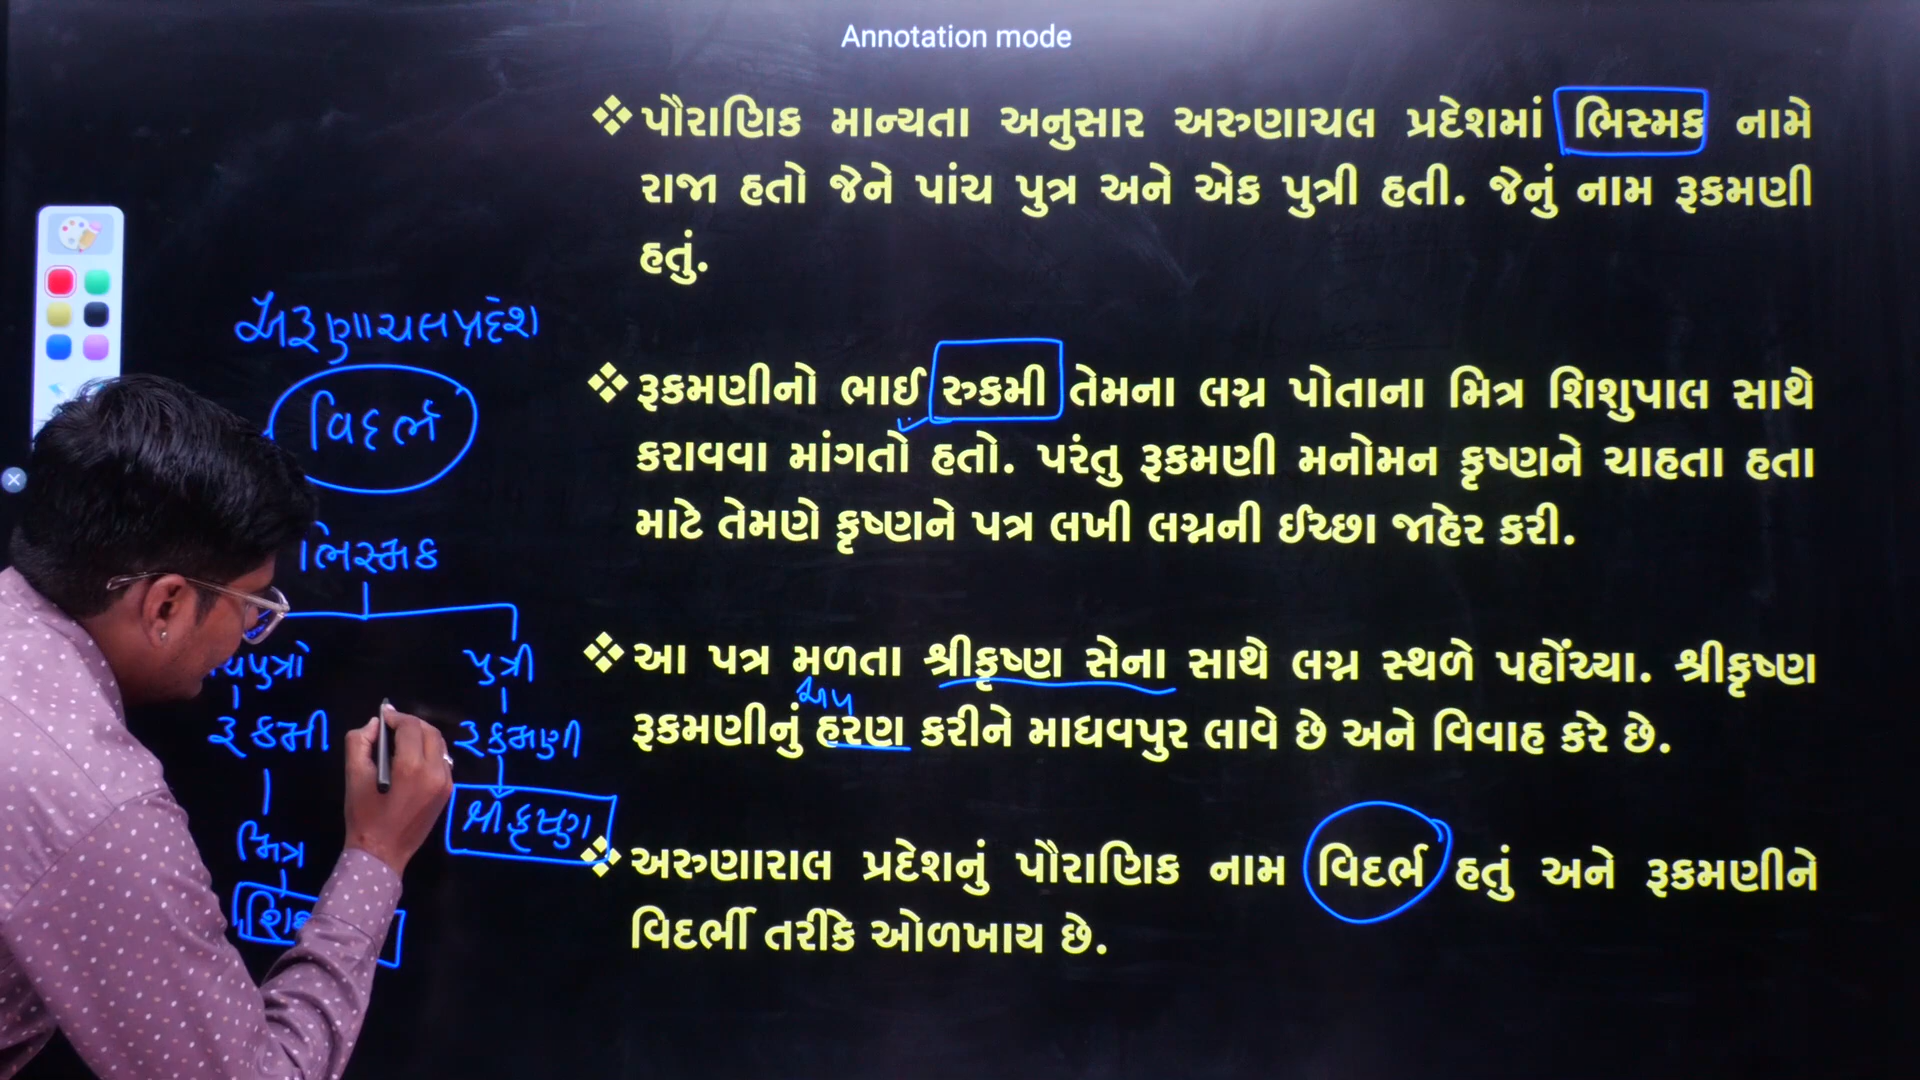 Annotation mode
❖ પૌરાણિક માન્યતા અનુસાર અરુણાચલ પ્રદેશમાં ભિસ્મક નામે
રાજા હતો જેને પાંચ પુત્ર અને એક પુત્રી હતી. જેનું નામ રૂકમણી
હતું.
❖ રૂકમણીનો ભાઈ રુકમી તેમના લગ્ન પોતાના મિત્ર શિશુપાલ સાથે
કરાવવા માંગતો હતો. પરંતુ રૂકમણી મનોમન કૃષ્ણને ચાહતા હતા
માટે તેમણે કૃષ્ણને પત્ર લખી લગ્નની ઈચ્છા જાહેર કરી.
❖ આ પત્ર મળતા શ્રીકૃષ્ણ સેના સાથે લગ્ન સ્થળે પહોંચ્યા. શ્રીકૃષ્ણ
અપ
રૂકમણીનું હરણ કરીને માધવપુર લાવે છે અને વિવાહ કરે છે.
❖ અરુણારાલ પ્રદેશનું પૌરાણિક નામ વિદર્ભ હતું અને રૂકમણીને
વિદર્ભી તરીકે ઓળખાય છે.
અરૂણાચલ પ્રદેશ
વિદર્ભ
ભિસ્મક
પુત્રી
રૂકમી
રૂકમણી
શ્રી કૃષ્ણ
મિત્ર